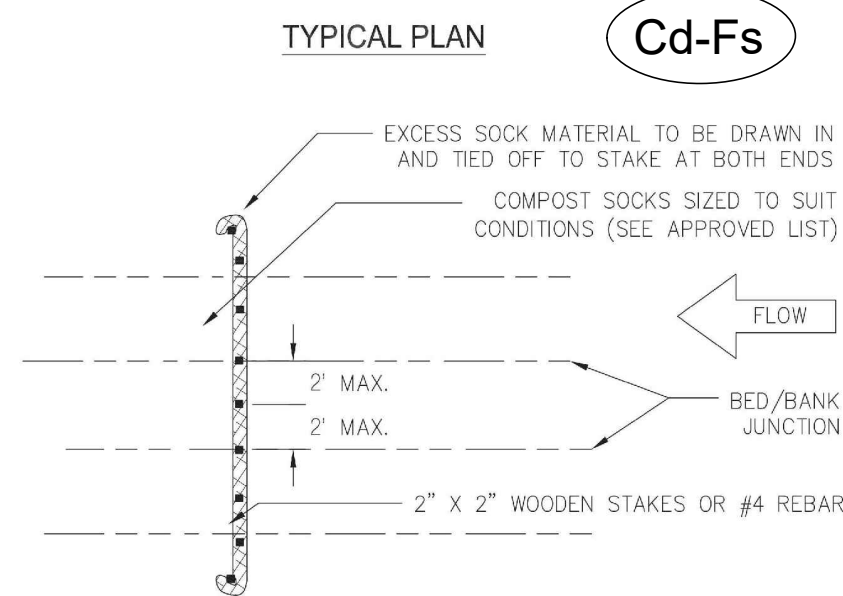 TYPICAL PLAN
Cd-Fs
EXCESS SOCK MATERIAL TO BE DRAWN IN
AND TIED OFF TO STAKE AT BOTH ENDS
COMPOST SOCKS SIZED TO SUIT
CONDITIONS (SEE APPROVED LIST)
FLOW
2' MAX.
2' MAX.
BED/BANK
JUNCTION
2” X 2” WOODEN STAKES OR #4 REBAR